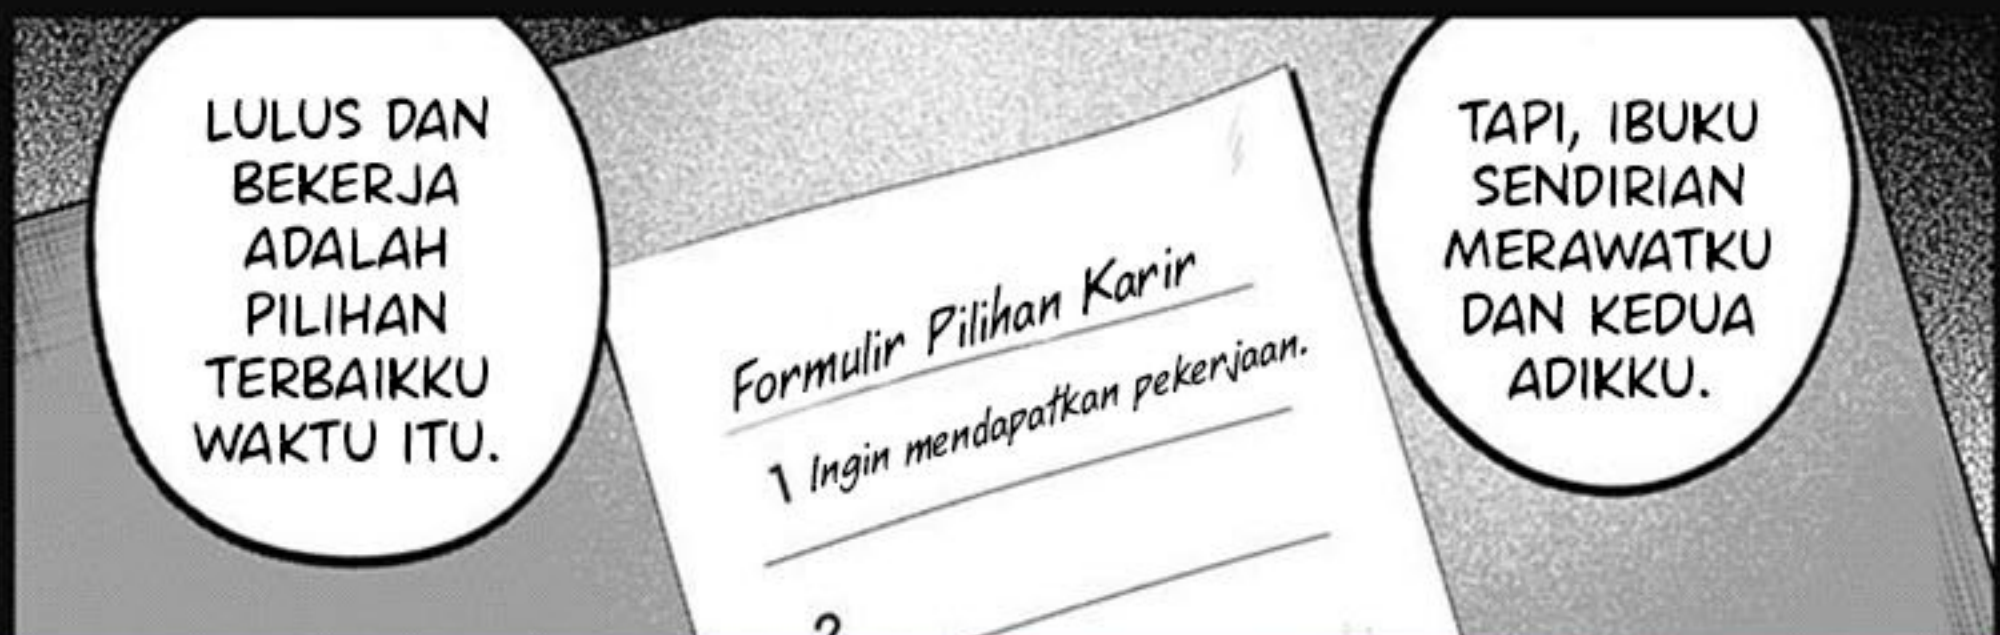 TAPI, IBUKU
SENDIRIAN
MERAWATKU
DAN KEDUA
ADIKKU.
Formulir Pilihan Karir
1 Ingin mendapatkan pekerjaan.
2
LULUS DAN
BEKERJA
ADALAH
PILIHAN
TERBAIKKU
WAKTU ITU.